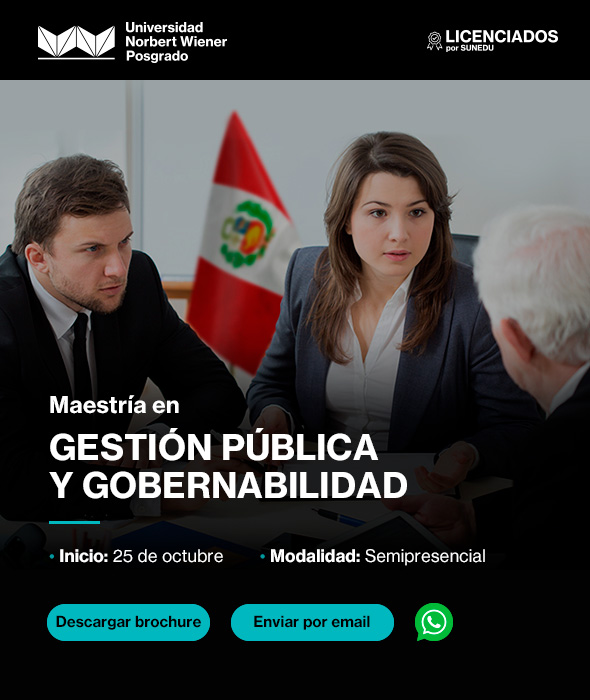 Universidad
Norbert Wiener
Posgrado
LICENCIADOS
por SUNEDU
Maestría en
GESTIÓN PÚBLICA
Y GOBERNABILIDAD
• Inicio: 25 de octubre • Modalidad: Semipresencial
Descargar brochure Enviar por email